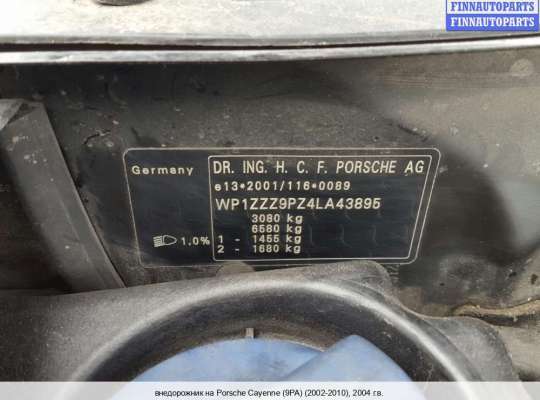 FINNAUTOPARTS
FINNAUTOPARTS
Germany
DR. ING. H. C. F. PORSCHE AG
e13*2001/116*0089
WP1ZZZ9PZ4LA43895
3080 kg
6580 kg
1.0%
1 - 1455 kg
2 - 1680 kg
внедорожник на Porsche Cayenne (9PA) (2002-2010), 2004 г.в.